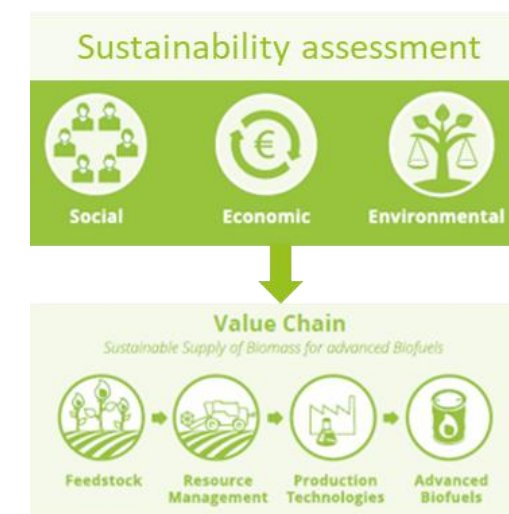 Sustainability assessment
€
Social
Economic
Environmental
Value Chain
Sustainable Supply of Biomass for advanced Biofuels
Feedstock
Resource
Management
Production
Technologies
Advanced
Biofuels